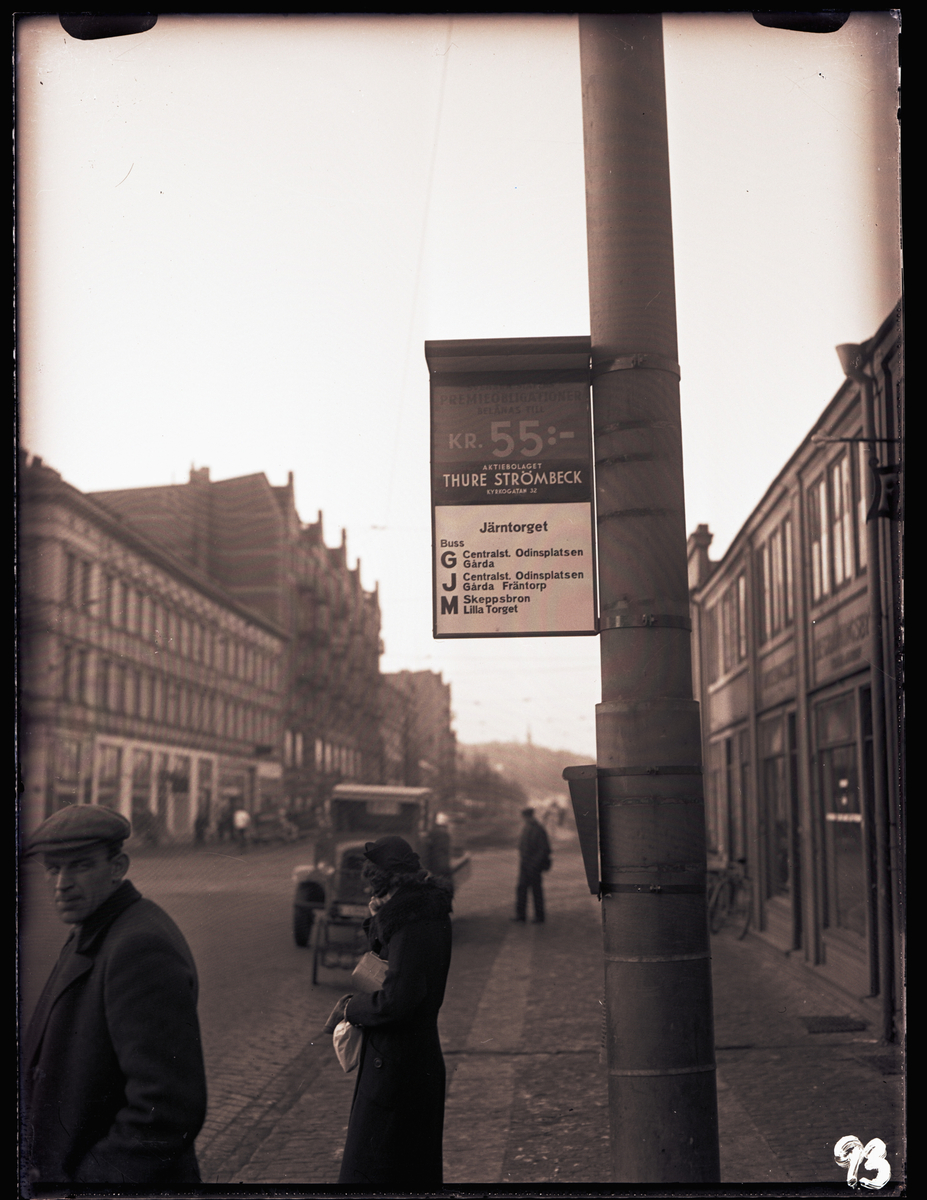 PREMIEOBLIGATIONER
BELÅNAS TILL
KR. 55:-
AKTIEBOLAGET
THURE STRÖMBECK
KYRKOGATAN 32
Järntorget
Buss
G Centralst. Odinsplatsen
Gårda
J Centralst. Odinsplatsen
Gårda Fräntorp
M Skeppsbron
Lilla Torget
93